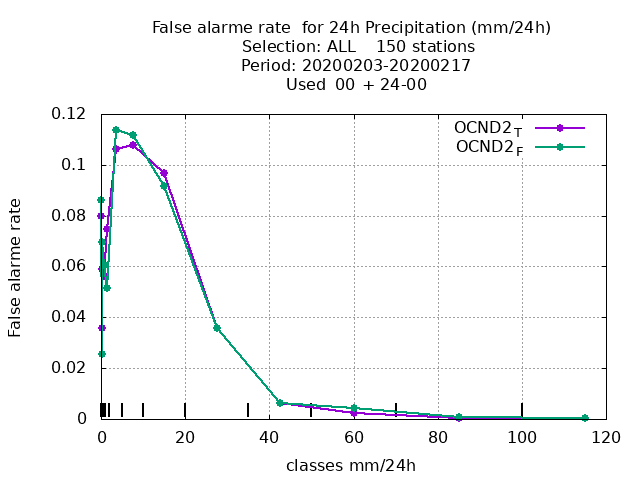 False alarme rate  for 24h Precipitation (mm/24h)
Selection: ALL    150 stations
Period: 20200203-20200217
Used  00 + 24-00
0.12
0.1
0.08
0.06
0.04
0.02
0
False alarme rate
OCND2T
OCND2F
0 20 40 60 80 100 120
classes mm/24h